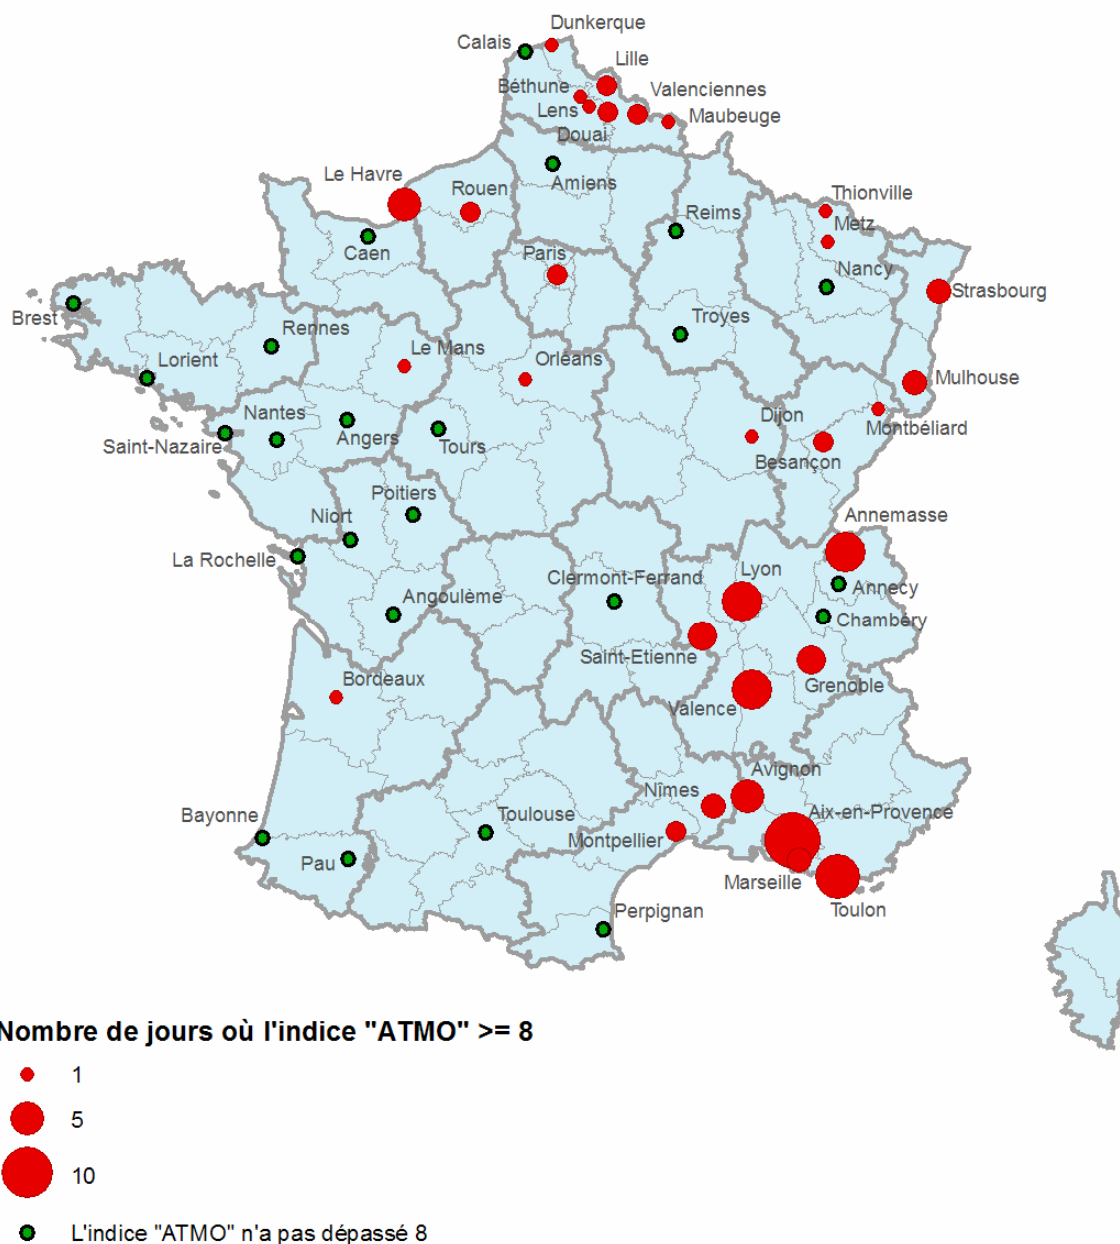 Dunkerque
Calais
Lille
Béthune
Valenciennes
Lens
Maubeuge
Douai
Le Havre
Rouen
Amiens
Thionville
Reims
Metz
Caen
Paris
Nancy
Strasbourg
Brest
Rennes
Troyes
Lorient
Le Mans
Orléans
Mulhouse
Nantes
Dijon
Montbéliard
Saint-Nazaire
Angers
Tours
Besançon
Poitiers
Niort
Annemasse
La Rochelle
Clermont-Ferrand
Lyon
Annecy
Angoulème
Chambéry
Saint-Etienne
Bordeaux
Grenoble
Valence
Avignon
Nîmes
Bayonne
Toulouse
Aix-en-Provence
Montpellier
Pau
Marseille
Perpignan
Toulon
Nombre de jours où l'indice "ATMO" >= 8
1
5
10
L'indice "ATMO" n'a pas dépassé 8